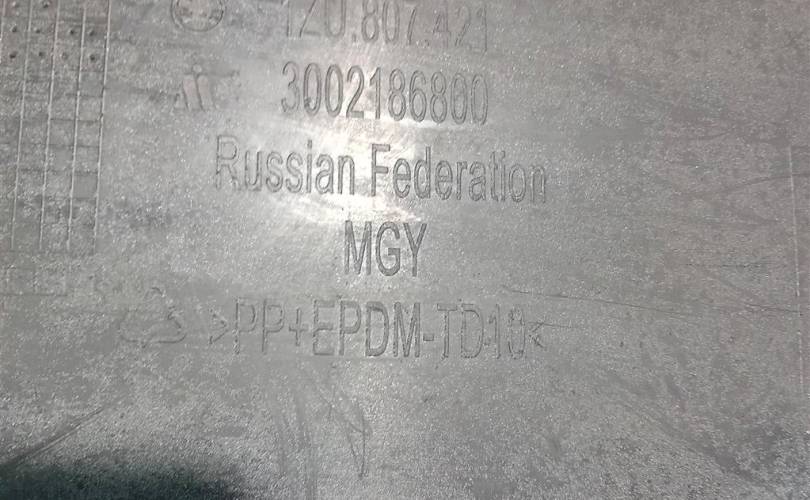 1Z0.807.421
3002186800
Russian Federation
MGY
>PP+EPDM-TD10<